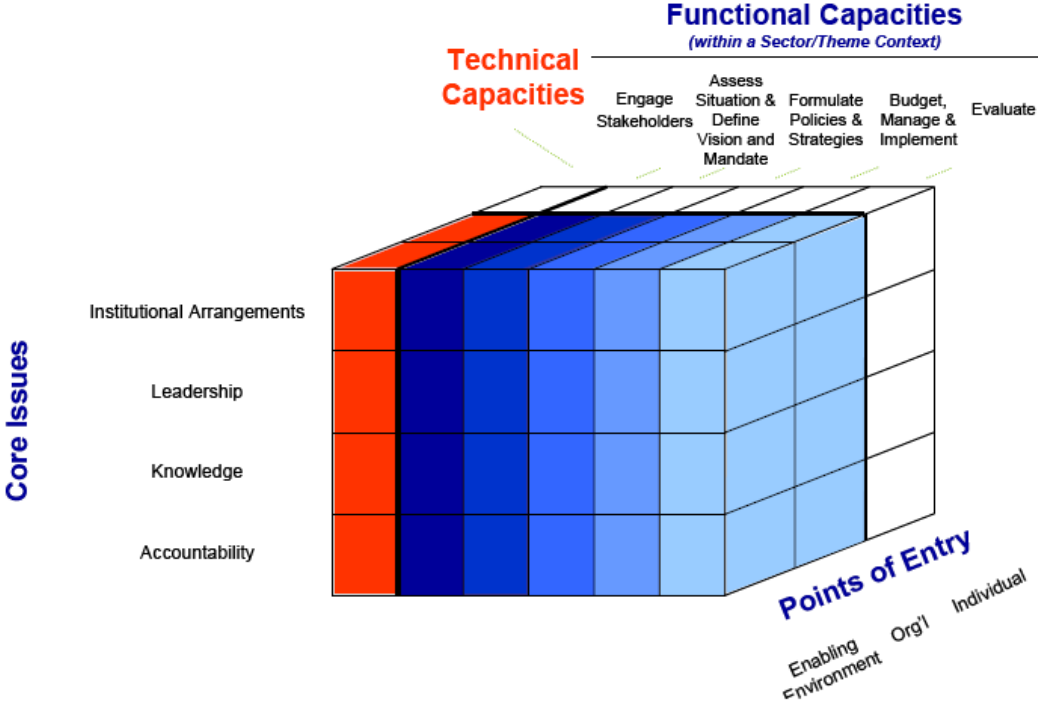 Functional Capacities
(within a Sector/Theme Context)
Technical
Capacities
Engage
Stakeholders
Assess
Situation &
Define
Vision and
Mandate
Formulate
Policies &
Strategies
Budget,
Manage &
Implement
Evaluate
Core Issues
Institutional Arrangements
Leadership
Knowledge
Accountability
Points of Entry
Enabling
Environment
Org'l
Individual